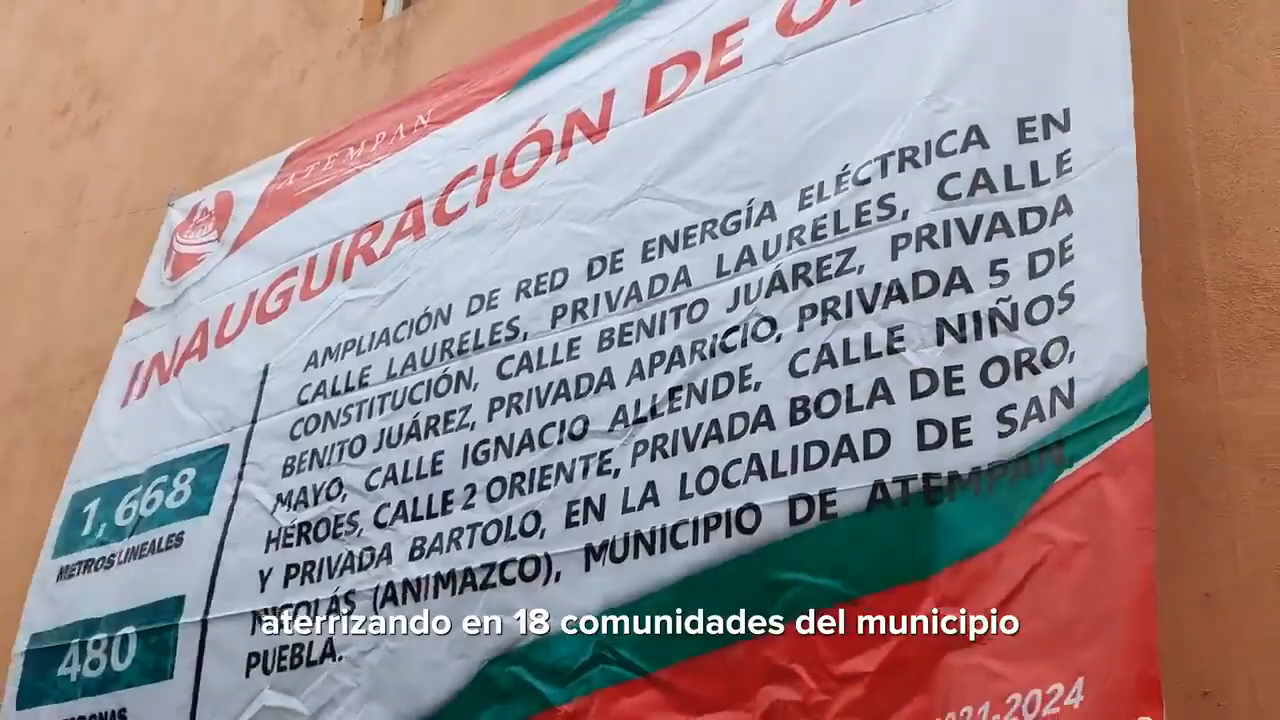 ATEMPAN
INAUGURACIÓN DE
AMPLIACIÓN DE RED DE ENERGÍA ELÉCTRICA EN
CALLE LAURELES, PRIVADA LAURELES, CALLE
CONSTITUCIÓN, CALLE BENITO JUÁREZ, PRIVADA
BENITO JUÁREZ, PRIVADA APARICIO, PRIVADA 5 DE
MAYO, CALLE IGNACIO ALLENDE, CALLE NIÑOS
HÉROES, CALLE 2 ORIENTE, PRIVADA BOLA DE ORO,
Y PRIVADA BARTOLO, EN LA LOCALIDAD DE SAN
NICOLÁS (ANIMAZCO), MUNICIPIO DE ATEMPAN,
PUEBLA.
1,668
METROS LINEALES
480
aterrizando en 18 comunidades del municipio
2021-2024